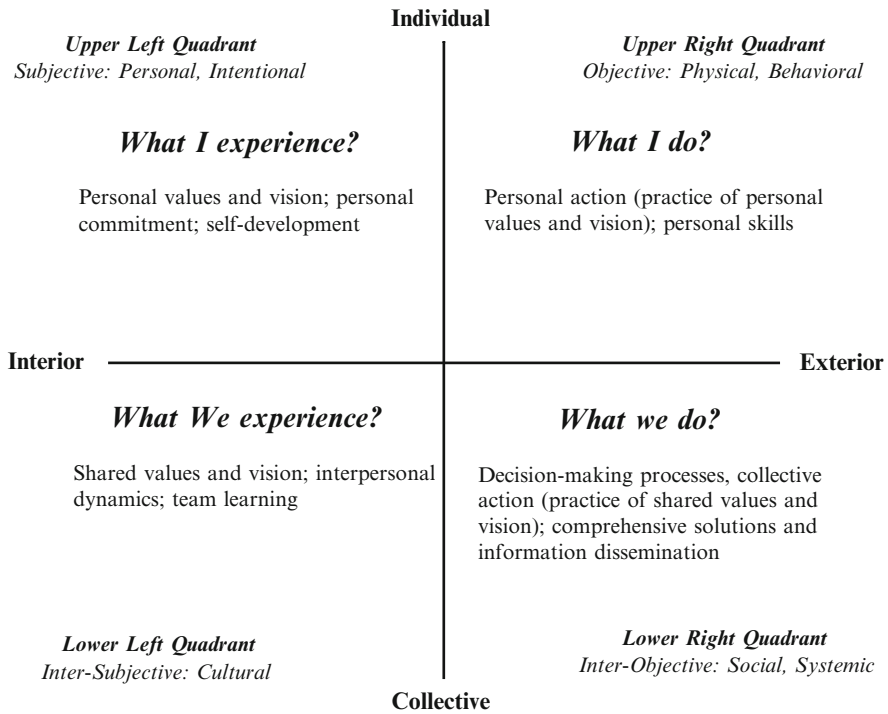 Individual
Upper Left Quadrant
Subjective: Personal, Intentional
Upper Right Quadrant
Objective: Physical, Behavioral
What I experience?
Personal values and vision; personal
commitment; self-development
What I do?
Personal action (practice of personal
values and vision); personal skills
Interior
Exterior
What We experience?
Shared values and vision; interpersonal
dynamics; team learning
What we do?
Decision-making processes, collective
action (practice of shared values and
vision); comprehensive solutions and
information dissemination
Lower Left Quadrant
Inter-Subjective: Cultural
Lower Right Quadrant
Inter-Objective: Social, Systemic
Collective